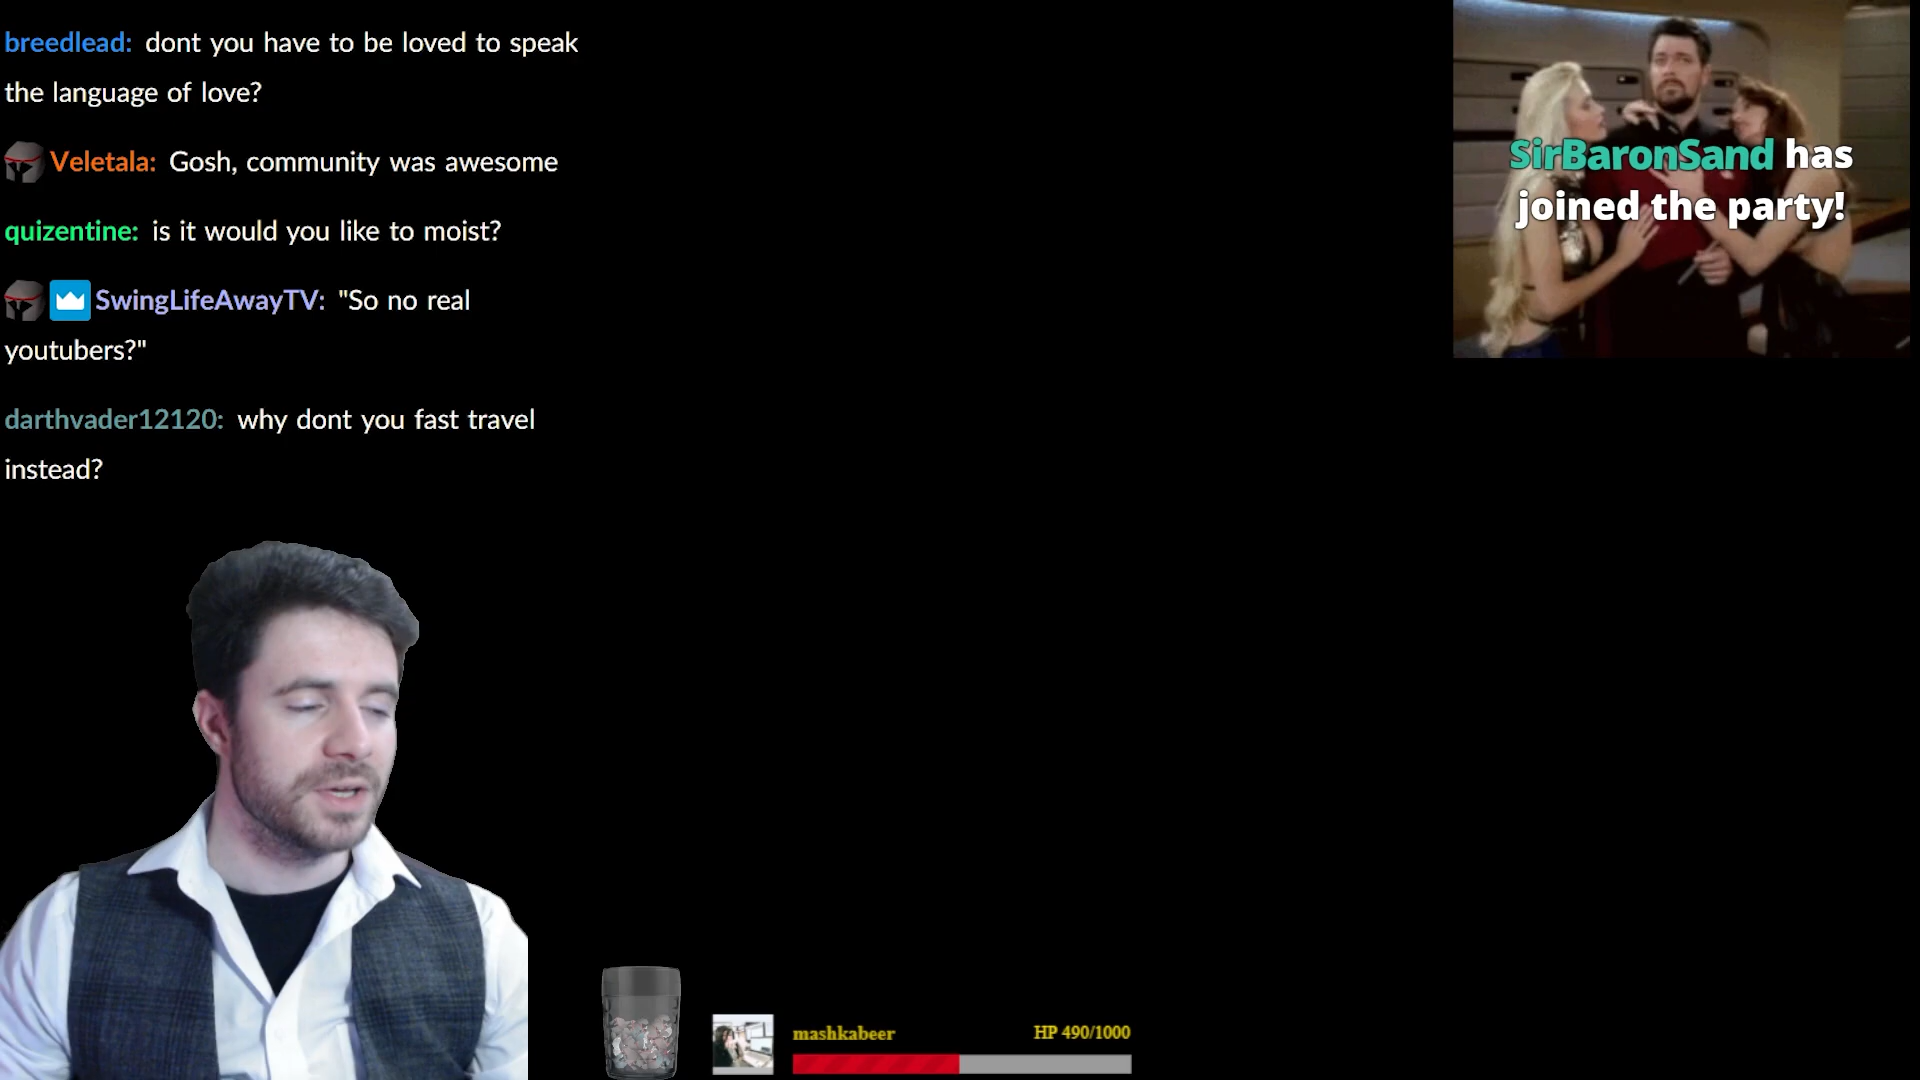 breedlead: dont you have to be loved to speak
the language of love?
Veletala: Gosh, community was awesome
quizentine: is it would you like to moist?
SwingLifeAwayTV: "So no real
youtubers?"
darthvader12120: why dont you fast travel
instead?
SirBaronSand has
joined the party!
mashkabeer HP 490/1000